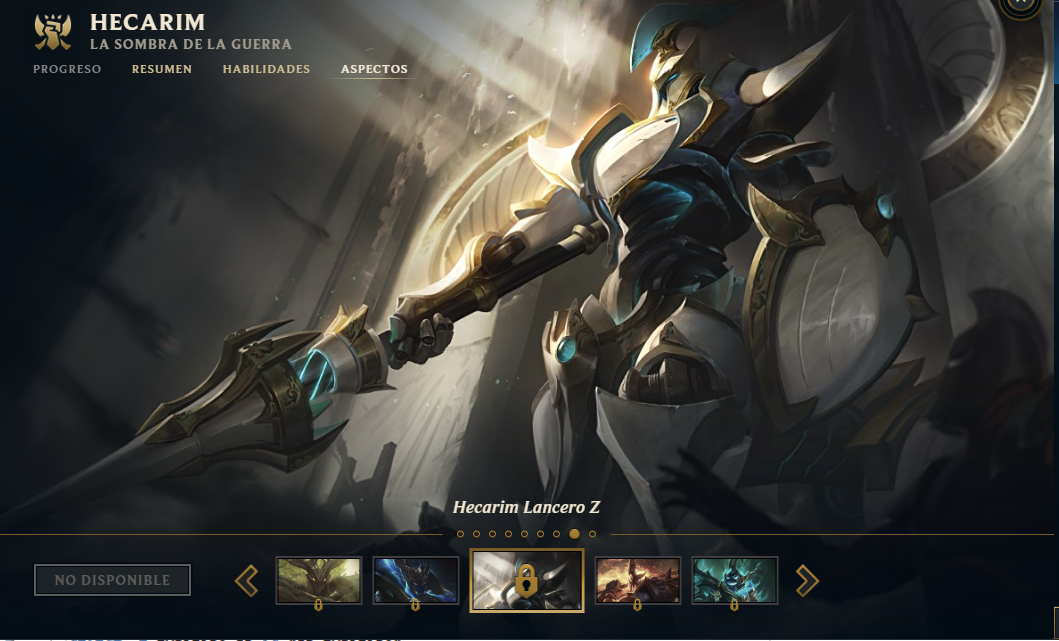 HECARIM
LA SOMBRA DE LA GUERRA
PROGRESO RESUMEN HABILIDADES ASPECTOS
Hecarim Lancero Z
NO DISPONIBLE